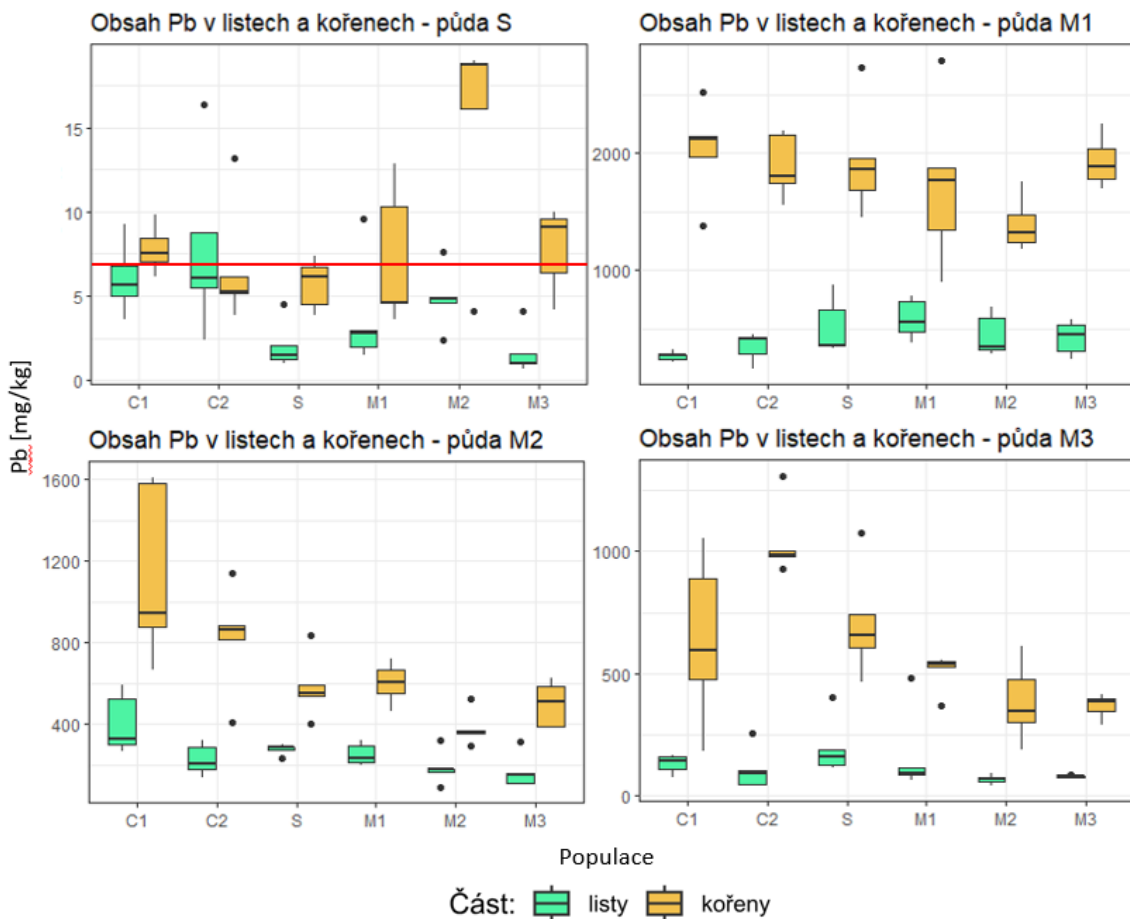 Obsah Pb v listech a kořenech - půda S
15
10
5
0
C1 C2 S M1 M2 M3
Obsah Pb v listech a kořenech - půda M1
2000
1000
C1 C2 S M1 M2 M3
Pb [mg/kg]
Obsah Pb v listech a kořenech - půda M2
1600
1200
800
400
C1 C2 S M1 M2 M3
Obsah Pb v listech a kořenech - půda M3
1000
500
0
C1 C2 S M1 M2 M3
Populace
Část: listy kořeny